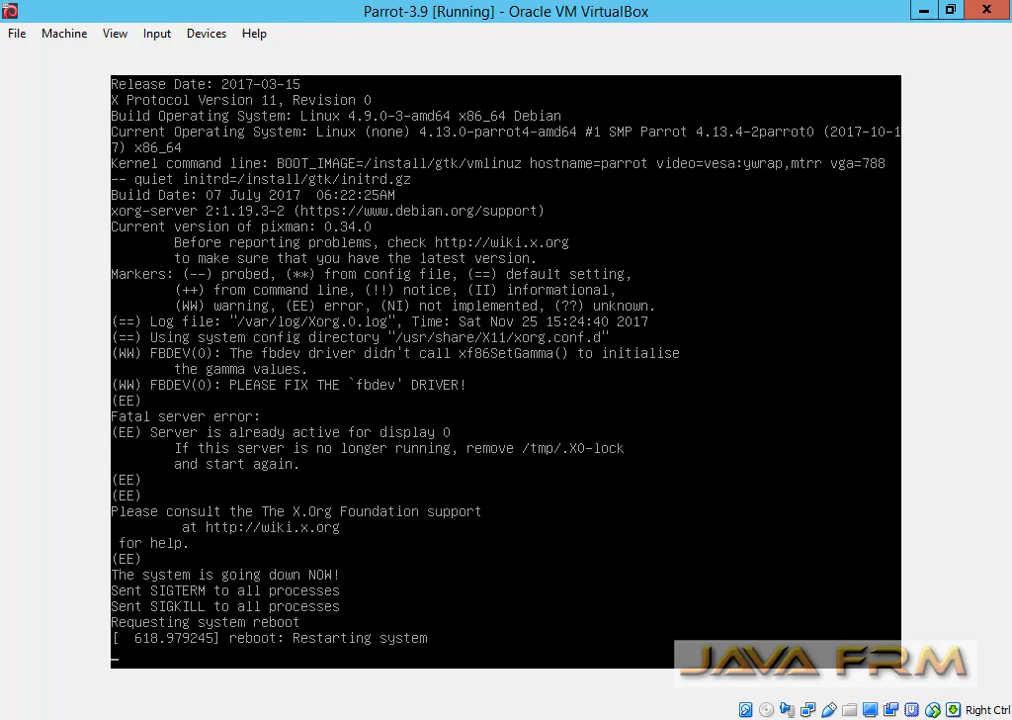 Parrot-3.9 [Running] - Oracle VM VirtualBox
File Machine View Input Devices Help
Release Date: 2017-03-15
X Protocol Version 11, Revision 0
Build Operating System: Linux 4.9.0-3-amd64 x86_64 Debian
Current Operating System: Linux (none) 4.13.0-parrot4-amd64 #1 SMP Parrot 4.13.4-2parrot0 (2017-10-1
7) x86_64
Kernel command line: BOOT_IMAGE=/install/gtk/vmlinuz hostname=parrot video=vesa:ywrap,mtrr vga=788
-- quiet initrd=/install/gtk/initrd.gz
Build Date: 07 July 2017  06:22:25AM
xorg-server 2:1.19.3-2 (https://www.debian.org/support)
Current version of pixman: 0.34.0
Before reporting problems, check http://wiki.x.org
to make sure that you have the latest version.
Markers: (--) probed, (**) from config file, (==) default setting,
(++) from command line, (!!) notice, (II) informational,
(WW) warning, (EE) error, (NI) not implemented, (??) unknown.
(==) Log file: "/var/log/Xorg.0.log", Time: Sat Nov 25 15:24:40 2017
(==) Using system config directory "/usr/share/X11/xorg.conf.d"
(WW) FBDEV(0): The fbdev driver didn't call xf86SetGamma() to initialise
the gamma values.
(WW) FBDEV(0): PLEASE FIX THE `fbdev' DRIVER!
(EE)
Fatal server error:
(EE) Server is already active for display 0
If this server is no longer running, remove /tmp/.X0-lock
and start again.
(EE)
(EE)
Please consult the The X.Org Foundation support
at http://wiki.x.org
for help.
(EE)
The system is going down NOW!
Sent SIGTERM to all processes
Sent SIGKILL to all processes
Requesting system reboot
[  618.979245] reboot: Restarting system
JAVA FRM
Right Ctrl